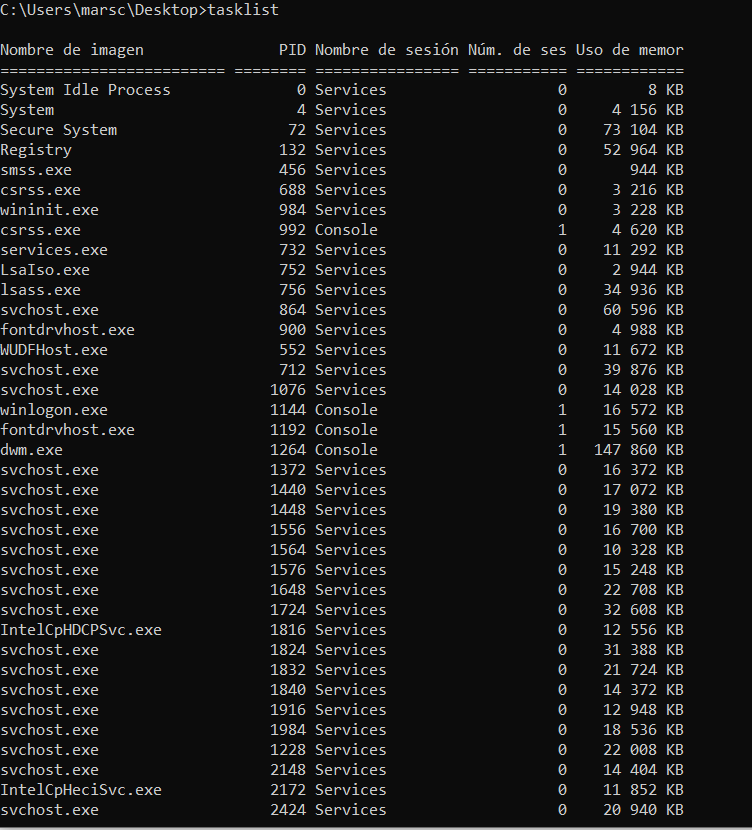 C:\Users\marsc\Desktop>tasklist
Nombre de imagen PID Nombre de sesión Núm. de ses Uso de memor
========================= ======== ================ =========== ============
System Idle Process 0 Services 0 8 KB
System 4 Services 0 4 156 KB
Secure System 72 Services 0 73 104 KB
Registry 132 Services 0 52 964 KB
smss.exe 456 Services 0 944 KB
csrss.exe 688 Services 0 3 216 KB
wininit.exe 984 Services 0 3 228 KB
csrss.exe 992 Console 1 4 620 KB
services.exe 732 Services 0 11 292 KB
LsaIso.exe 752 Services 0 2 944 KB
lsass.exe 756 Services 0 34 936 KB
svchost.exe 864 Services 0 60 596 KB
fontdrvhost.exe 900 Services 0 4 988 KB
WUDFHost.exe 552 Services 0 11 672 KB
svchost.exe 712 Services 0 39 876 KB
svchost.exe 1076 Services 0 14 028 KB
winlogon.exe 1144 Console 1 16 572 KB
fontdrvhost.exe 1192 Console 1 15 560 KB
dwm.exe 1264 Console 1 147 860 KB
svchost.exe 1372 Services 0 16 372 KB
svchost.exe 1440 Services 0 17 072 KB
svchost.exe 1448 Services 0 19 380 KB
svchost.exe 1556 Services 0 16 700 KB
svchost.exe 1564 Services 0 10 328 KB
svchost.exe 1576 Services 0 15 248 KB
svchost.exe 1648 Services 0 22 708 KB
svchost.exe 1724 Services 0 32 608 KB
IntelCpHDCPSvc.exe 1816 Services 0 12 556 KB
svchost.exe 1824 Services 0 31 388 KB
svchost.exe 1832 Services 0 21 724 KB
svchost.exe 1840 Services 0 14 372 KB
svchost.exe 1916 Services 0 12 948 KB
svchost.exe 1984 Services 0 18 536 KB
svchost.exe 1228 Services 0 22 008 KB
svchost.exe 2148 Services 0 14 404 KB
IntelCpHeciSvc.exe 2172 Services 0 11 852 KB
svchost.exe 2424 Services 0 20 940 KB